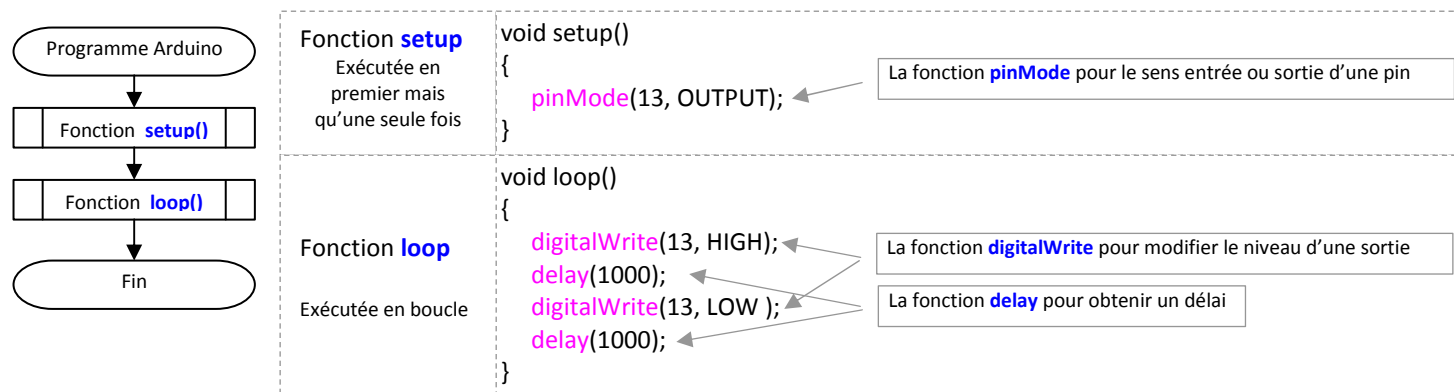 Programme Arduino
Fonction setup()
Fonction loop()
Fin
Fonction setup
Exécutée en
premier mais
qu'une seule fois
void setup()
{
pinMode(13, OUTPUT);
}
La fonction pinMode pour le sens entrée ou sortie d'une pin
Fonction loop
Exécutée en boucle
void loop()
{
digitalWrite(13, HIGH);
delay(1000);
digitalWrite(13, LOW );
delay(1000);
}
La fonction digitalWrite pour modifier le niveau d'une sortie
La fonction delay pour obtenir un délai